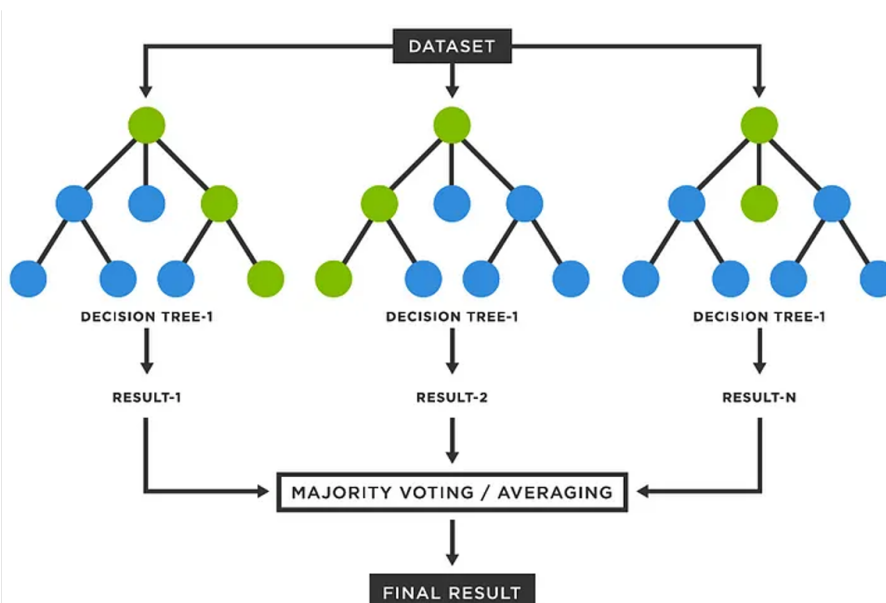 DATASET
DECISION TREE-1
DECISION TREE-1
DECISION TREE-1
RESULT-1
RESULT-2
RESULT-N
MAJORITY VOTING / AVERAGING
FINAL RESULT